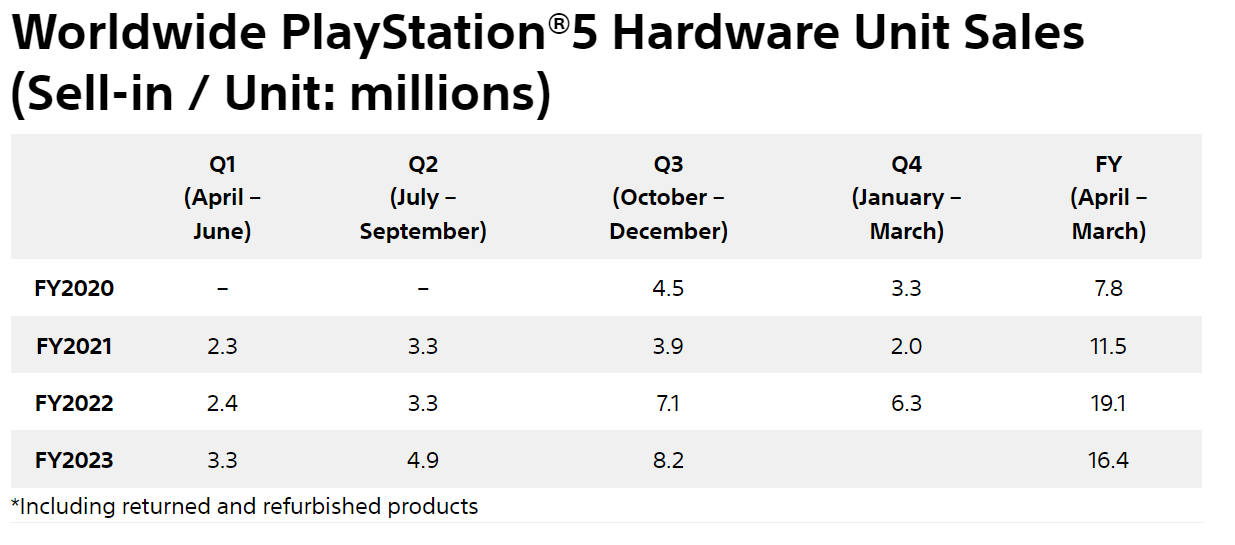 Worldwide PlayStation®5 Hardware Unit Sales
(Sell-in / Unit: millions)
Q1 Q2 Q3 Q4 FY
(April – (July – (October – (January – (April –
June) September) December) March) March)
FY2020 – – 4.5 3.3 7.8
FY2021 2.3 3.3 3.9 2.0 11.5
FY2022 2.4 3.3 7.1 6.3 19.1
FY2023 3.3 4.9 8.2 16.4
*Including returned and refurbished products